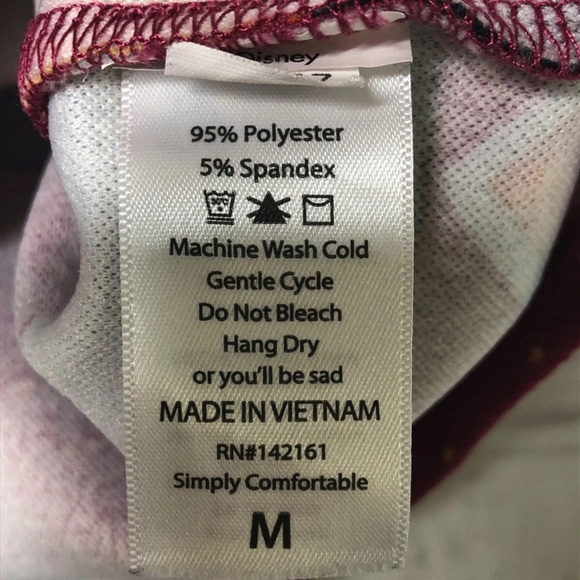 Disney
95% Polyester
5% Spandex
Machine Wash Cold
Gentle Cycle
Do Not Bleach
Hang Dry
or you'll be sad
MADE IN VIETNAM
RN#142161
Simply Comfortable
M